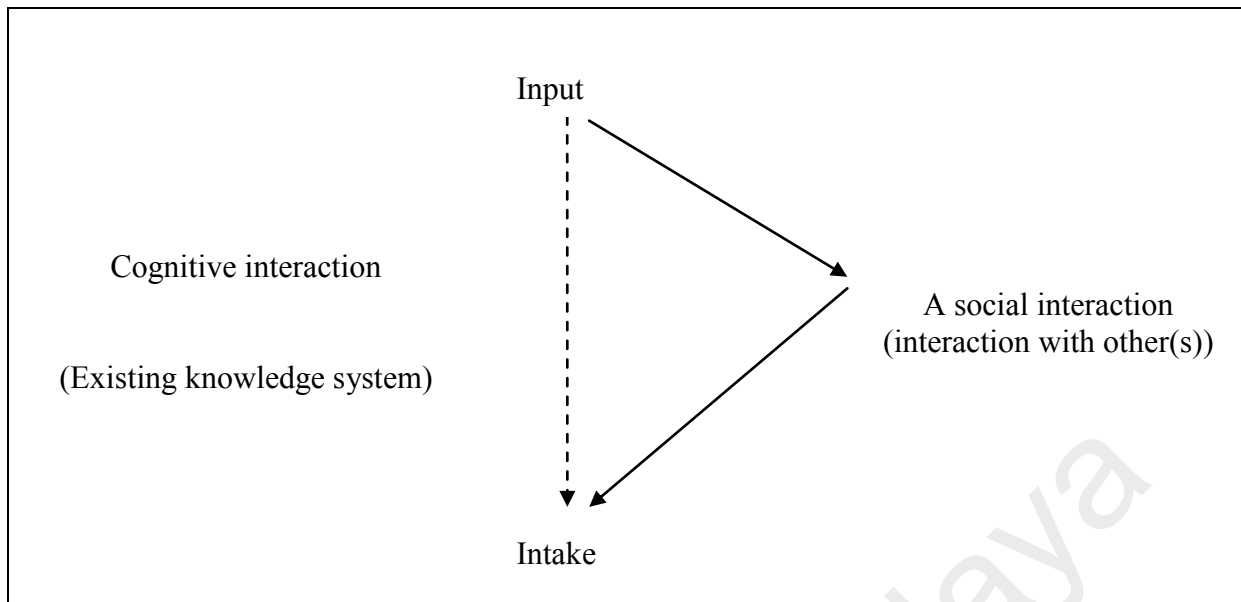 Input
Cognitive interaction
(Existing knowledge system)
A social interaction
(interaction with other(s))
Intake